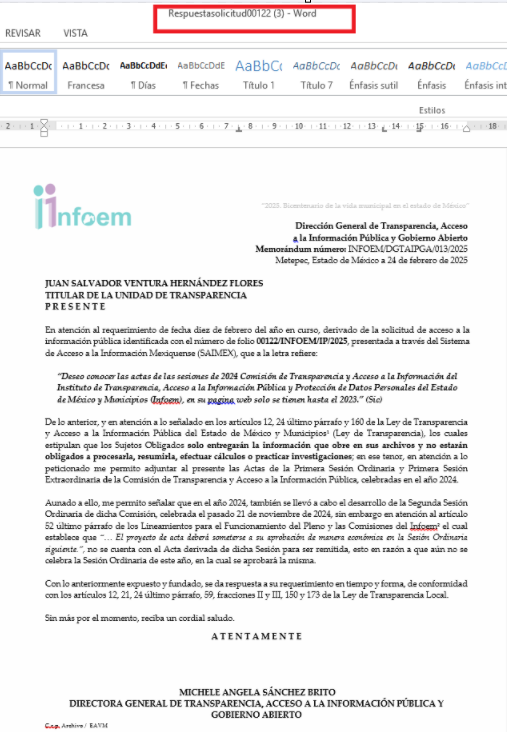 Respuestasolicitud00122 (3) - Word
REVISAR VISTA
AaBbCcDc AaBbCcDc AaBbCcDdEe AaBbCcDdE AaBbCc AaBbCcDc AaBbCcDc AaBbCcDc AaBbCcDc
¶ Normal Francesa ¶ Días ¶ Fechas Título 1 Título 7 Énfasis sutil Énfasis Énfasis int
Estilos
2 1 1 2 3 4 5 6 7 8 9 10 11 12 13 14 15 16 18
infoem
"2025. Bicentenario de la vida municipal en el estado de México"
Dirección General de Transparencia, Acceso
a la Información Pública y Gobierno Abierto
Memorándum número: INFOEM/DGTAIPGA/013/2025
Metepec, Estado de México a 24 de febrero de 2025
JUAN SALVADOR VENTURA HERNÁNDEZ FLORES
TITULAR DE LA UNIDAD DE TRANSPARENCIA
P R E S E N T E
En atención al requerimiento de fecha diez de febrero del año en curso, derivado de la solicitud de acceso a la
información pública identificada con el número de folio 00122/INFOEM/IP/2025, presentada a través del Sistema
de Acceso a la Información Mexiquense (SAIMEX), que a la letra refiere:
"Deseo conocer las actas de las sesiones de 2024 Comisión de Transparencia y Acceso a la Información del
Instituto de Transparencia, Acceso a la Información Pública y Protección de Datos Personales del Estado
de México y Municipios (Infoem), en su pagina web solo se tienen hasta el 2023." (Sic)
De lo anterior, y en atención a lo señalado en los artículos 12, 24 último párrafo y 160 de la Ley de Transparencia
y Acceso a la Información Pública del Estado de México y Municipios¹ (Ley de Transparencia), los cuales
estipulan que los Sujetos Obligados solo entregarán la información que obre en sus archivos y no estarán
obligados a procesarla, resumirla, efectuar cálculos o practicar investigaciones; en ese tenor, en atención a lo
peticionado me permito adjuntar al presente las Actas de la Primera Sesión Ordinaria y Primera Sesión
Extraordinaria de la Comisión de Transparencia y Acceso a la Información Pública, celebradas en el año 2024.
Aunado a ello, me permito señalar que en el año 2024, también se llevó a cabo el desarrollo de la Segunda Sesión
Ordinaria de dicha Comisión, celebrada el pasado 21 de noviembre de 2024, sin embargo en atención al artículo
52 último párrafo de los Lineamientos para el Funcionamiento del Pleno y las Comisiones del Infoem² el cual
establece que "... El proyecto de acta deberá someterse a su aprobación de manera económica en la Sesión Ordinaria
siguiente.", no se cuenta con el Acta derivada de dicha Sesión para ser remitida, esto en razón a que aún no se
celebra la Sesión Ordinaria de este año, en la cual se aprobará la misma.
Con lo anteriormente expuesto y fundado, se da respuesta a su requerimiento en tiempo y forma, de conformidad
con los artículos 12, 21, 24 último párrafo, 59, fracciones II y III, 150 y 173 de la Ley de Transparencia Local.
Sin más por el momento, reciba un cordial saludo.
A T E N T A M E N T E
MICHELE ANGELA SÁNCHEZ BRITO
DIRECTORA GENERAL DE TRANSPARENCIA, ACCESO A LA INFORMACIÓN PÚBLICA Y
GOBIERNO ABIERTO
C.c.p. Archivo / EAVM